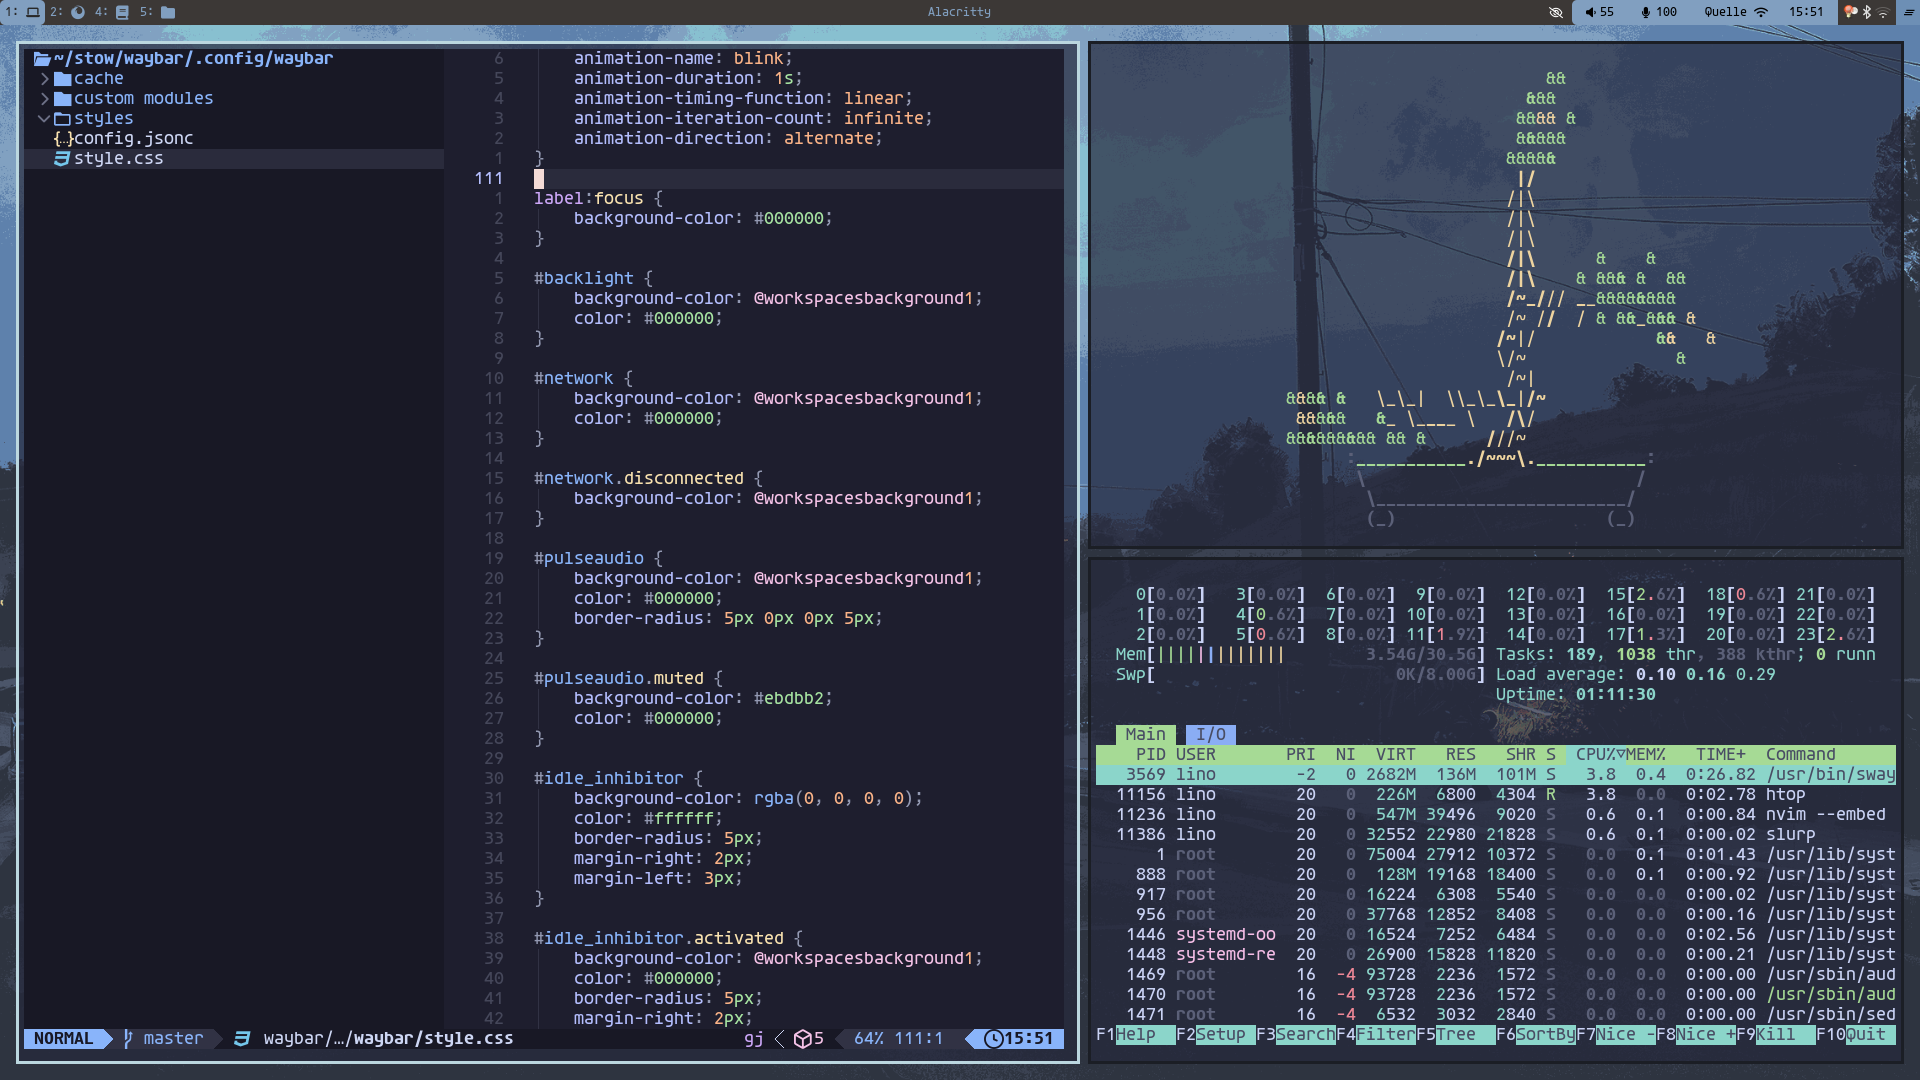 1: 2: 4: 5:
Alacritty
55 100 Quelle 15:51
~/stow/waybar/.config/waybar
cache
custom modules
styles
{..}config.jsonc
style.css
6 animation-name: blink;
5 animation-duration: 1s;
4 animation-timing-function: linear;
3 animation-iteration-count: infinite;
2 animation-direction: alternate;
1 }
111
1 label:focus {
2 background-color: #000000;
3 }
4
5 #backlight {
6 background-color: @workspacesbackground1;
7 color: #000000;
8 }
9
10 #network {
11 background-color: @workspacesbackground1;
12 color: #000000;
13 }
14
15 #network.disconnected {
16 background-color: @workspacesbackground1;
17 }
18
19 #pulseaudio {
20 background-color: @workspacesbackground1;
21 color: #000000;
22 border-radius: 5px 0px 0px 5px;
23 }
24
25 #pulseaudio.muted {
26 background-color: #ebdbb2;
27 color: #000000;
28 }
29
30 #idle_inhibitor {
31 background-color: rgba(0, 0, 0, 0);
32 color: #ffffff;
33 border-radius: 5px;
34 margin-right: 2px;
35 margin-left: 3px;
36 }
37
38 #idle_inhibitor.activated {
39 background-color: @workspacesbackground1;
40 color: #000000;
41 border-radius: 5px;
42 margin-right: 2px;
NORMAL master waybar/…/waybar/style.css gj 5 64% 111:1 15:51
&&
&&&
&&&& &
&&&&&
&&&&&
|/
/|\
/|\
/|\
/|\ & &
/|\ & &&& & &&
/~_/// __&&&&&&&&
/~ // / & &&_&&& &
/~|/ && &
\/~ &
/~|
&&&& & \_\_| \\_\_\_|/~
&&&&& &_ \____ \ /\/
&&&&&&&&& && & ///~
:___________./~~~\.___________:
\ /
\_________________________/
(_) (_)
0[0.0%] 3[0.0%] 6[0.0%] 9[0.0%] 12[0.0%] 15[2.6%] 18[0.6%] 21[0.0%]
1[0.0%] 4[0.6%] 7[0.0%] 10[0.0%] 13[0.0%] 16[0.0%] 19[0.0%] 22[0.0%]
2[0.0%] 5[0.6%] 8[0.0%] 11[1.9%] 14[0.0%] 17[1.3%] 20[0.0%] 23[2.6%]
Mem[||||||||||||| 3.54G/30.5G] Tasks: 189, 1038 thr, 388 kthr; 0 runn
Swp[ 0K/8.00G] Load average: 0.10 0.16 0.29
Uptime: 01:11:30
Main I/O
PID USER PRI NI VIRT RES SHR S CPU%▽MEM% TIME+ Command
3569 lino -2 0 2682M 136M 101M S 3.8 0.4 0:26.82 /usr/bin/sway
11156 lino 20 0 226M 6800 4304 R 3.8 0.0 0:02.78 htop
11236 lino 20 0 547M 39496 9020 S 0.6 0.1 0:00.84 nvim --embed
11386 lino 20 0 32552 22980 21828 S 0.6 0.1 0:00.02 slurp
1 root 20 0 75004 27912 10372 S 0.0 0.1 0:01.43 /usr/lib/syst
888 root 20 0 128M 19168 18400 S 0.0 0.1 0:00.92 /usr/lib/syst
917 root 20 0 16224 6308 5540 S 0.0 0.0 0:00.02 /usr/lib/syst
956 root 20 0 37768 12852 8408 S 0.0 0.0 0:00.16 /usr/lib/syst
1446 systemd-oo 20 0 16524 7252 6484 S 0.0 0.0 0:02.56 /usr/lib/syst
1448 systemd-re 20 0 26900 15828 11820 S 0.0 0.0 0:00.21 /usr/lib/syst
1469 root 16 -4 93728 2236 1572 S 0.0 0.0 0:00.00 /usr/sbin/aud
1470 root 16 -4 93728 2236 1572 S 0.0 0.0 0:00.00 /usr/sbin/aud
1471 root 16 -4 6532 3032 2840 S 0.0 0.0 0:00.00 /usr/sbin/sed
F1Help F2Setup F3SearchF4FilterF5Tree F6SortByF7Nice -F8Nice +F9Kill F10Quit